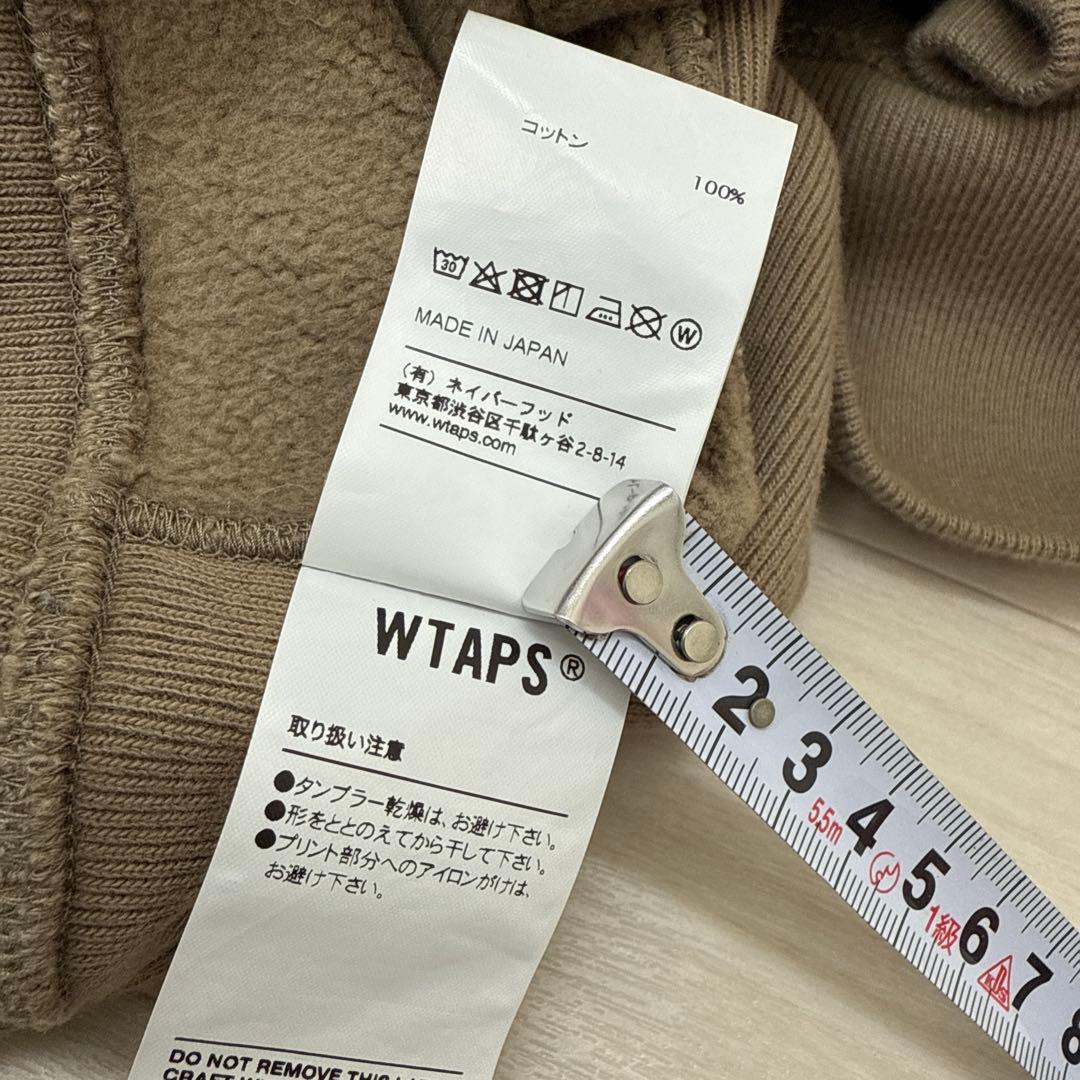 コットン
100%
30
W
MADE IN JAPAN
(有) ネイバーフッド
東京都渋谷区千駄ヶ谷2-8-14
www.wtaps.com
WTAPS®
取り扱い注意
●タンブラー乾燥は、お避け下さい。
●形をととのえてから干して下さい。
●プリント部分へのアイロンがけは、
お避け下さい。
DO NOT REMOVE THIS
2 3 4 5 6 7 8
5.5m
1級